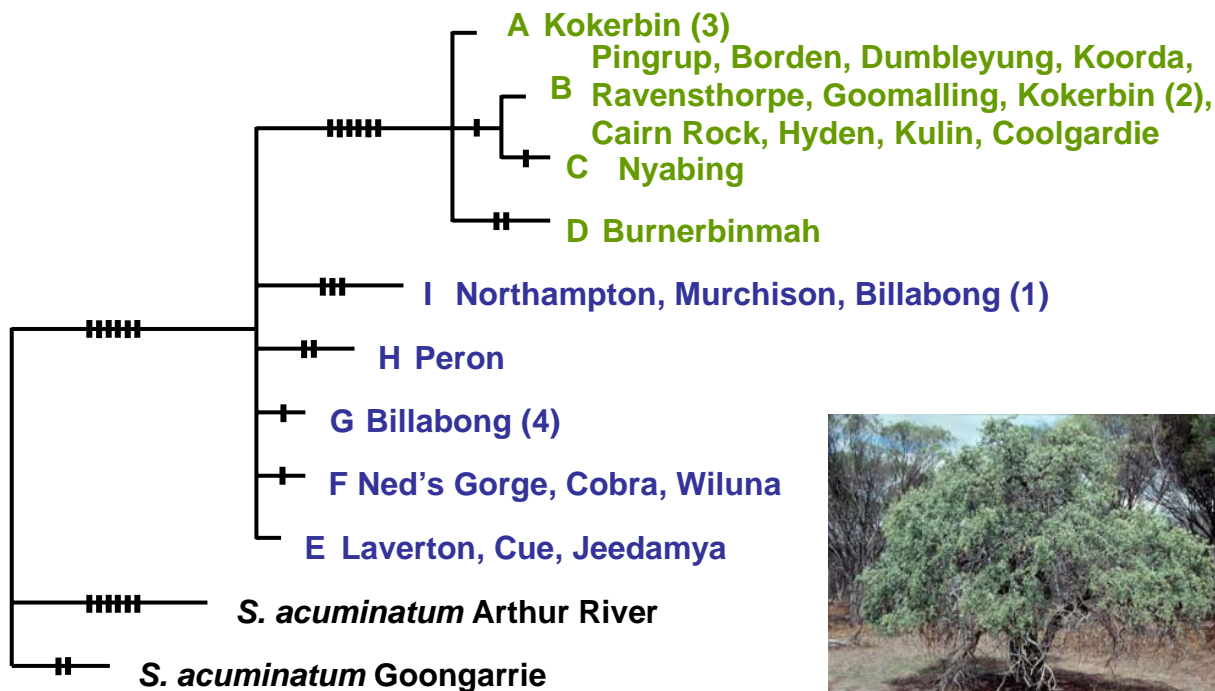 A Kokerbin (3)
B Pingrup, Borden, Dumbleyung, Koorda,
Ravensthorpe, Goomalling, Kokerbin (2),
Cairn Rock, Hyden, Kulin, Coolgardie
C Nyabing
D Burnerbinmah
I Northampton, Murchison, Billabong (1)
H Peron
G Billabong (4)
F Ned's Gorge, Cobra, Wiluna
E Laverton, Cue, Jeedamya
S. acuminatum Arthur River
S. acuminatum Goongarrie